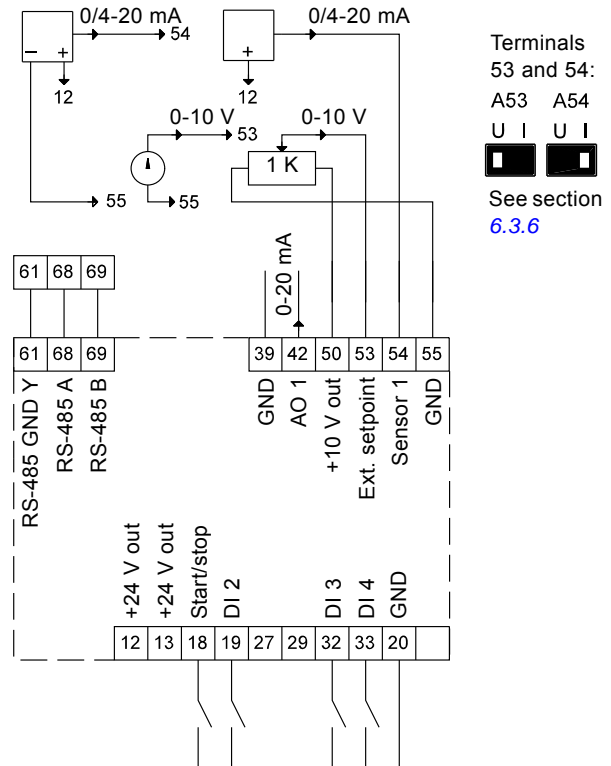 0/4-20 mA
54
0/4-20 mA
– +
+
12
12
0-10 V
53
0-10 V
1 K
55
55
Terminals
53 and 54:
A53 A54
U I U I
See section
6.3.6
61 68 69
0-20 mA
61 68 69
39 42 50 53 54 55
RS-485 GND Y
RS-485 A
RS-485 B
GND
AO 1
+10 V out
Ext. setpoint
Sensor 1
GND
+24 V out
+24 V out
Start/stop
DI 2
DI 3
DI 4
GND
12 13 18 19 27 29 32 33 20